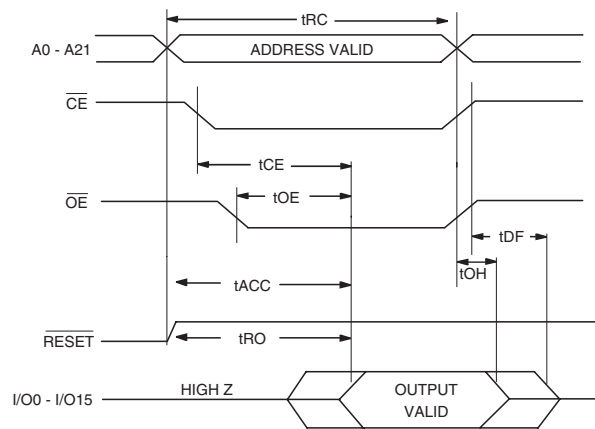 tRC
A0 - A21
ADDRESS VALID
CE
tCE
tOE
OE
tDF
tOH
tACC
RESET
tRO
HIGH Z
OUTPUT
VALID
I/O0 - I/O15